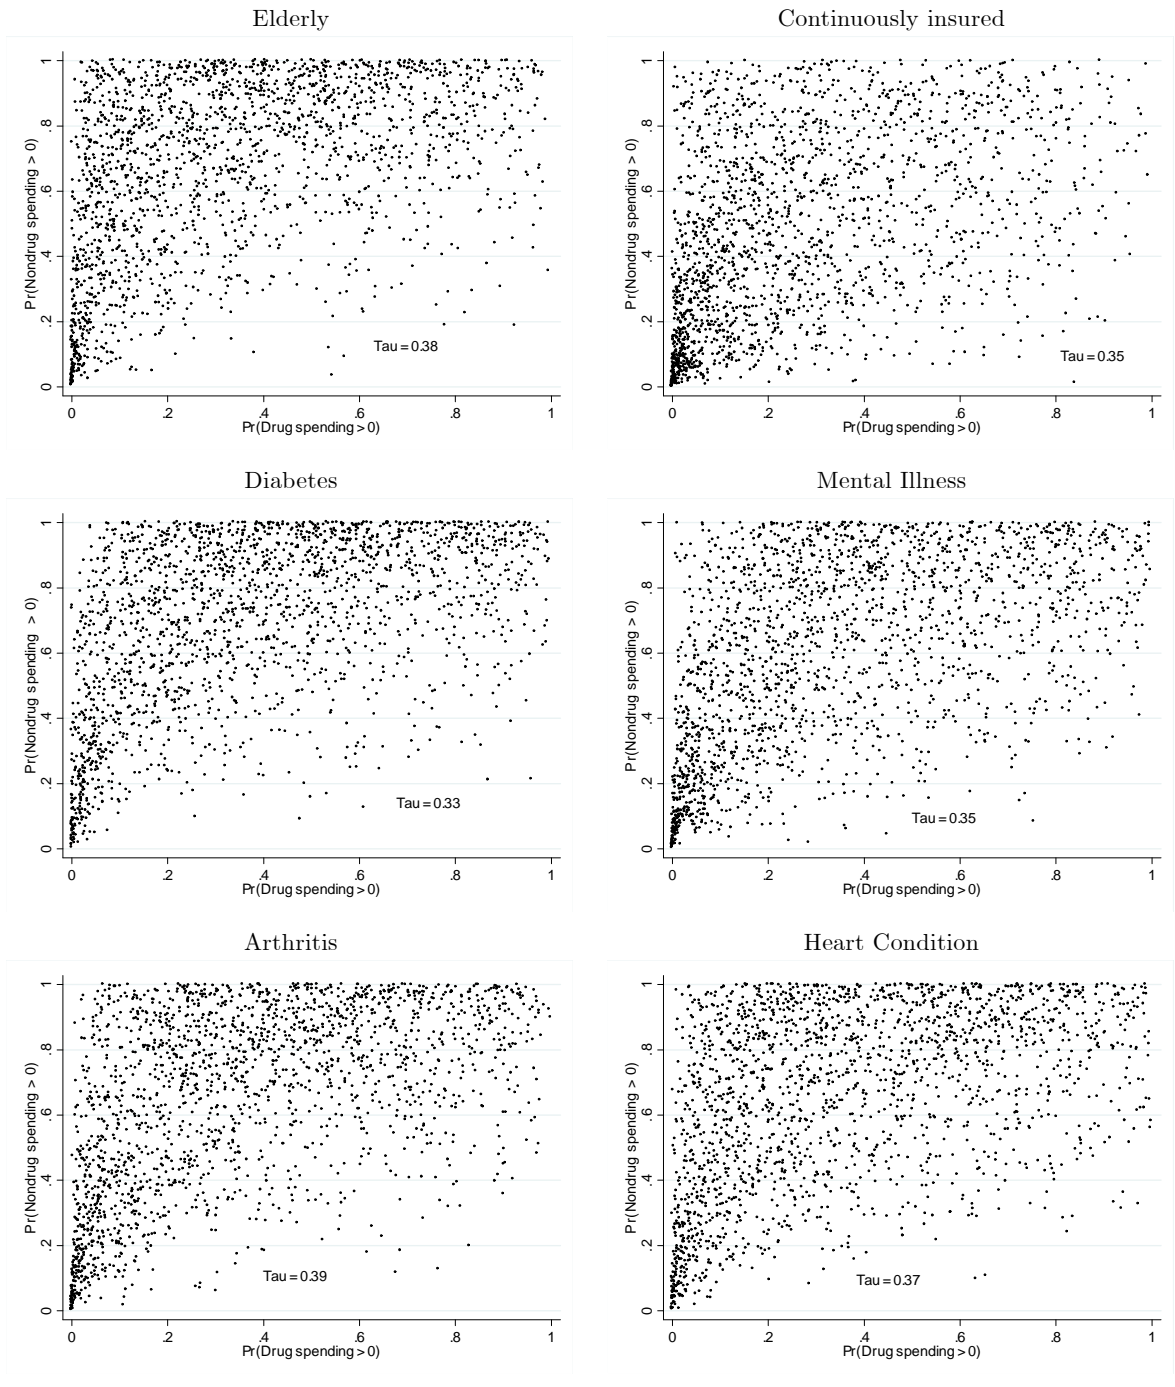 Elderly
Continuously insured
Pr(Nondrug spending > 0)
0 .2 .4 .6 .8 1
0 .2 .4 .6 .8 1
Pr(Drug spending > 0)
Tau = 0.38
Pr(Nondrug spending > 0)
0 .2 .4 .6 .8 1
0 .2 .4 .6 .8 1
Pr(Drug spending > 0)
Tau = 0.35
Diabetes
Mental Illness
Pr(Nondrug spending > 0)
0 .2 .4 .6 .8 1
0 .2 .4 .6 .8 1
Pr(Drug spending > 0)
Tau = 0.33
Pr(Nondrug spending > 0)
0 .2 .4 .6 .8 1
0 .2 .4 .6 .8 1
Pr(Drug spending > 0)
Tau = 0.35
Arthritis
Heart Condition
Pr(Nondrug spending > 0)
0 .2 .4 .6 .8 1
0 .2 .4 .6 .8 1
Pr(Drug spending > 0)
Tau = 0.39
Pr(Nondrug spending > 0)
0 .2 .4 .6 .8 1
0 .2 .4 .6 .8 1
Pr(Drug spending > 0)
Tau = 0.37